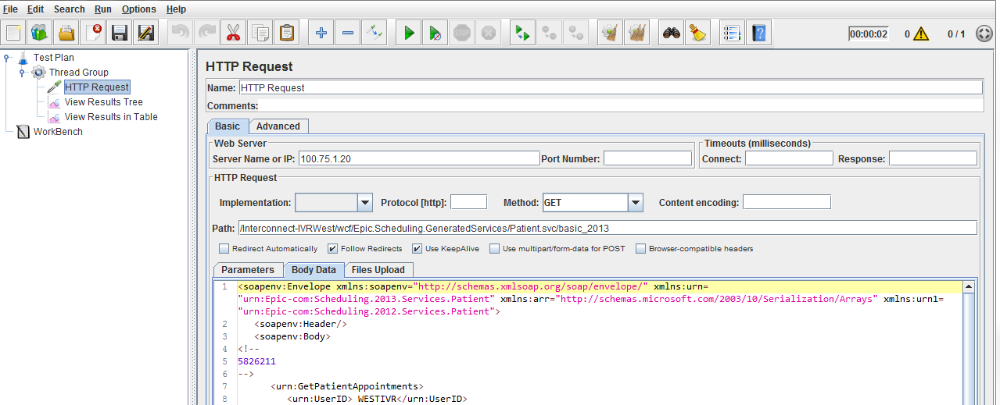 File Edit Search Run Options Help
00:00:02 0 0 / 1
Test Plan
Thread Group
HTTP Request
View Results Tree
View Results in Table
WorkBench
HTTP Request
Name: HTTP Request
Comments:
Basic Advanced
Web Server Timeouts (milliseconds)
Server Name or IP: 100.75.1.20 Port Number: Connect: Response:
HTTP Request
Implementation: Protocol [http]: Method: GET Content encoding:
Path: /Interconnect-IVRWest/wcf/Epic.Scheduling.GeneratedServices/Patient.svc/basic_2013
Redirect Automatically Follow Redirects Use KeepAlive Use multipart/form-data for POST Browser-compatible headers
Parameters Body Data Files Upload
1 <soapenv:Envelope xmlns:soapenv="http://schemas.xmlsoap.org/soap/envelope/" xmlns:urn=
"urn:Epic-com:Scheduling.2013.Services.Patient" xmlns:arr="http://schemas.microsoft.com/2003/10/Serialization/Arrays" xmlns:urn1=
"urn:Epic-com:Scheduling.2012.Services.Patient">
2 <soapenv:Header/>
3 <soapenv:Body>
4 <!--
5 5826211
6 -->
7 <urn:GetPatientAppointments>
8 <urn:UserID> WESTIVR</urn:UserID>